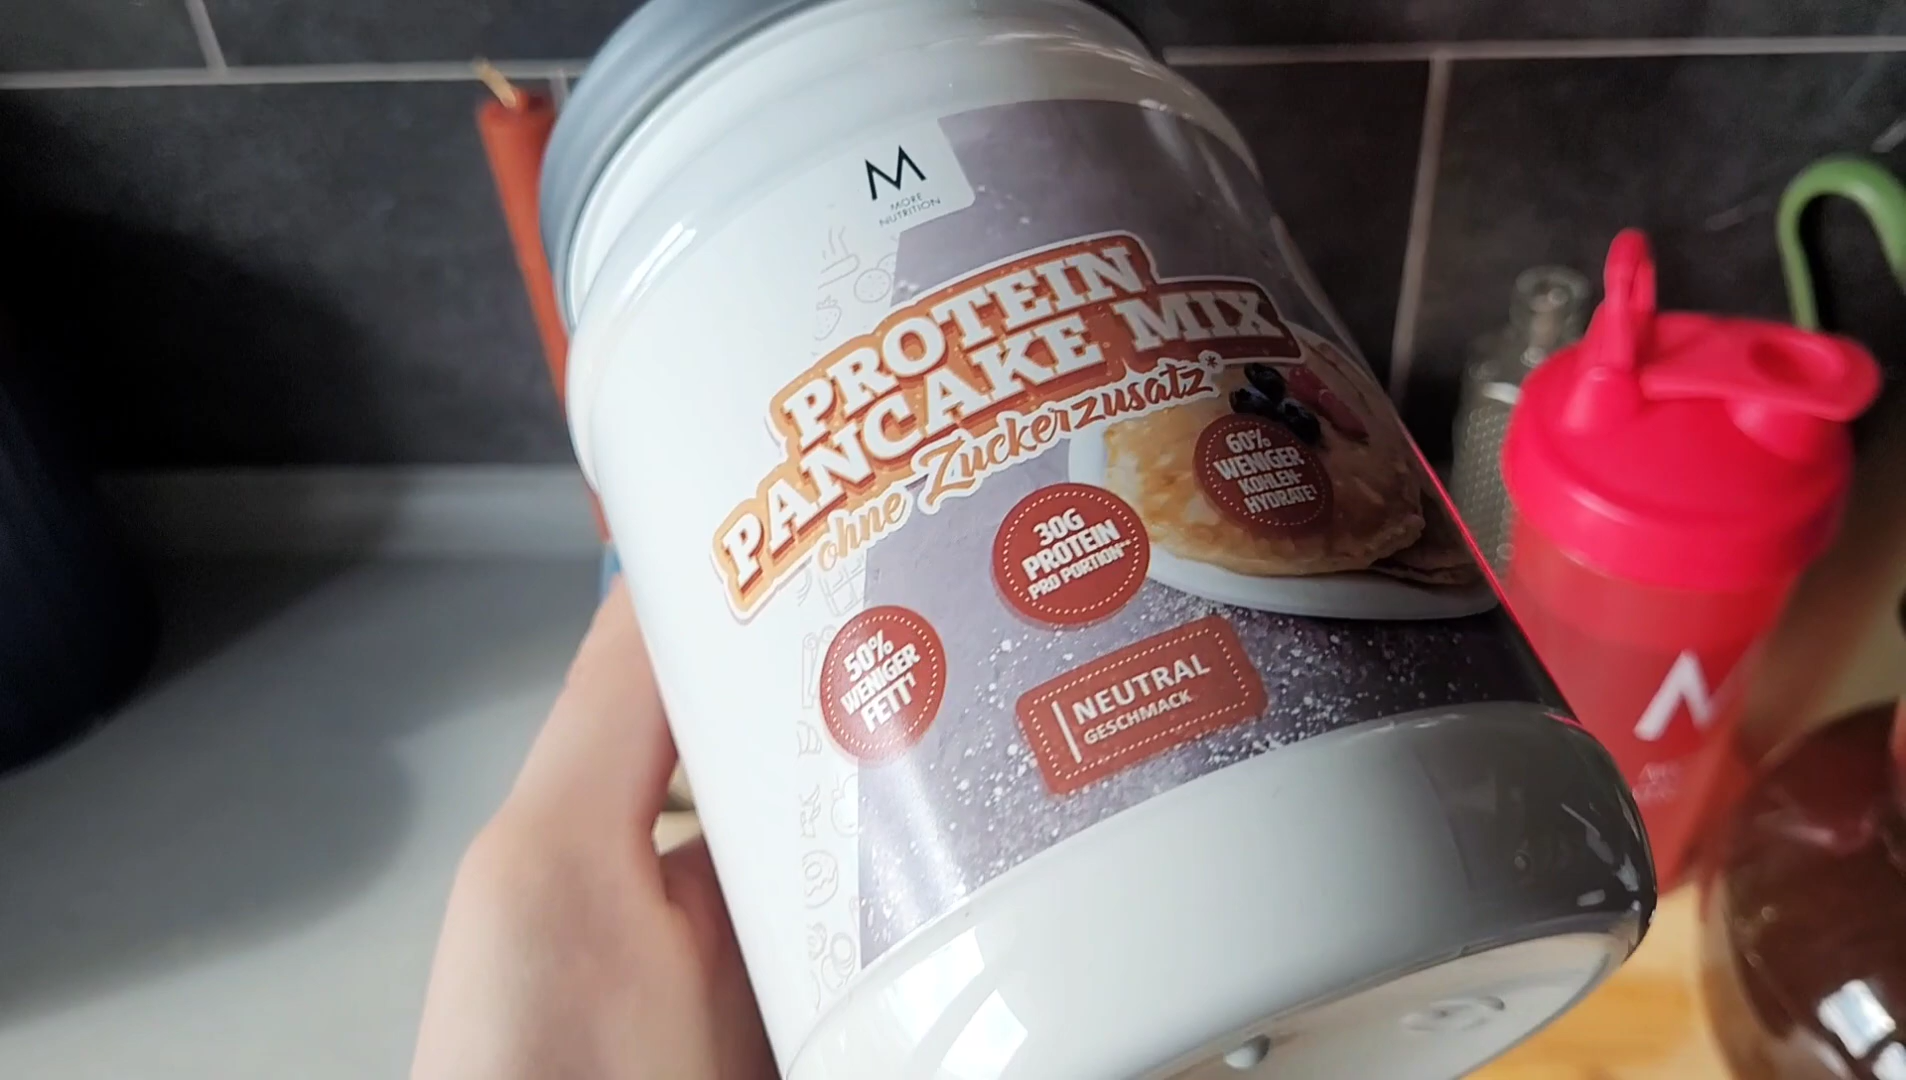 M
MORE
NUTRITION
PROTEIN
PANCAKE MIX
ohne Zuckerzusatz*
60%
WENIGER
KOHLEN-
HYDRATE¹
30G
PROTEIN
PRO PORTION**
50%
WENIGER
FETT¹
NEUTRAL
GESCHMACK
M